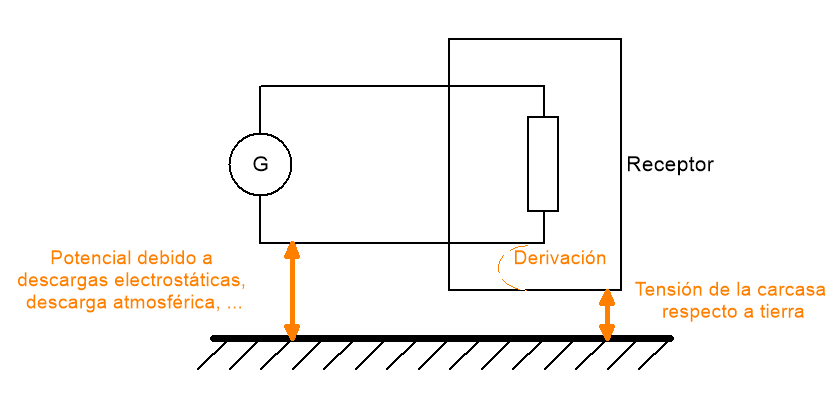 G
Receptor
Potencial debido a
descargas electrostáticas,
descarga atmosférica, ...
Derivación
Tensión de la carcasa
respecto a tierra